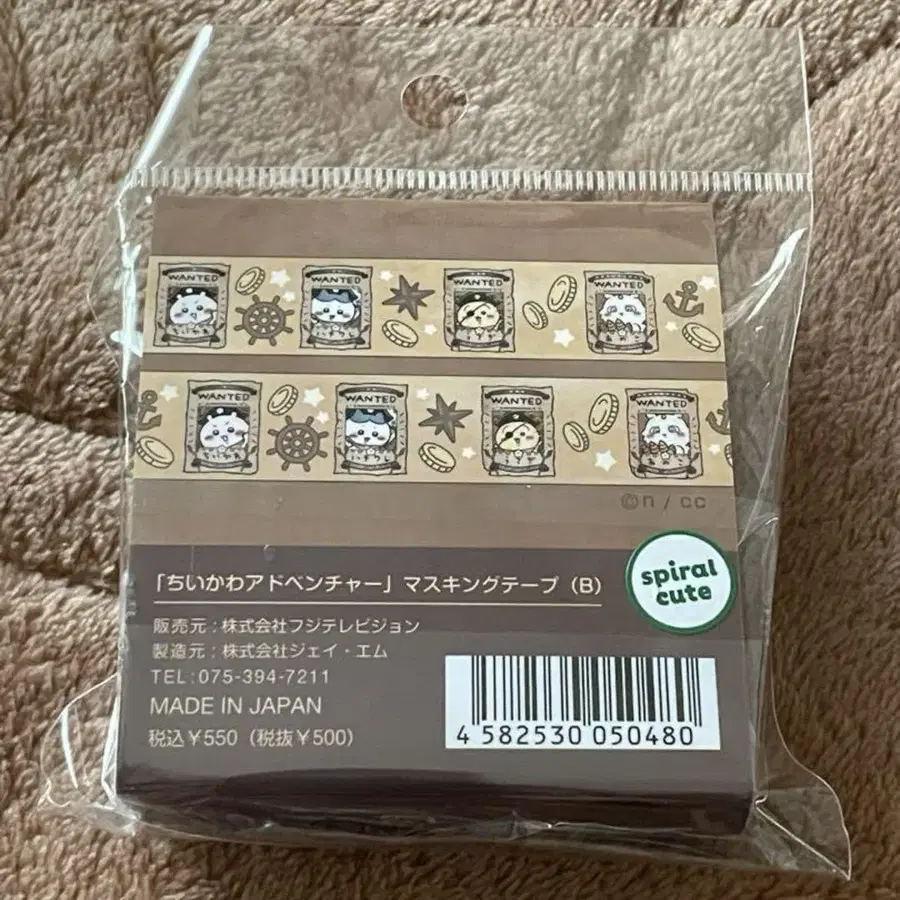 WANTED WANTED WANTED WANTED
WANTED WANTED WANTED WANTED
©n / cc
spiral
cute
「ちいかわアドベンチャー」マスキングテープ（B）
販売元：株式会社フジテレビジョン
製造元：株式会社ジェイ・エム
TEL:075-394-7211
MADE IN JAPAN
税込￥550（税抜￥500）
4 582530 050480